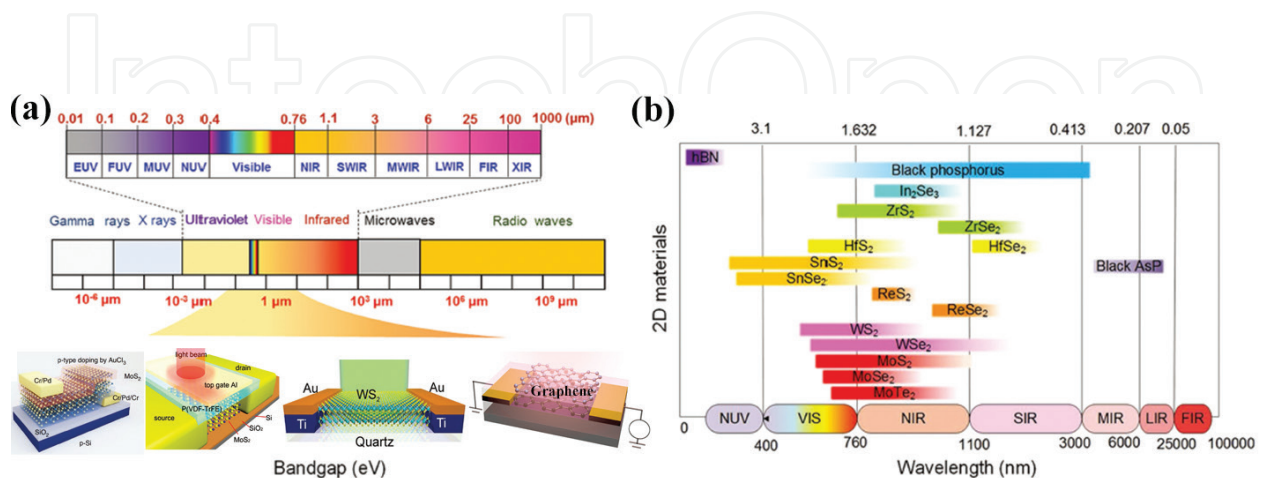 IntechOpen
(a)
0.01 0.1 0.2 0.3 0.4 0.76 1.1 3 6 25 100 1000 (μm)
EUV FUV MUV NUV Visible NIR SWIR MWIR LWIR FIR XIR
Gamma rays X rays Ultraviolet Visible Infrared Microwaves Radio waves
10⁻⁶ μm 10⁻³ μm 1 μm 10³ μm 10⁶ μm 10⁹ μm
p-type doping by AuCl₃
MoS₂
Cr/Pd
Cr/Pd/Cr
SiO₂
p-Si
light beam
drain
top gate Al
P(VDF-TrFE)
source
Si
SiO₂
MoS₂
Au WS₂ Au
Ti Ti
Quartz
Graphene
Bandgap (eV)
(b)
3.1 1.632 1.127 0.413 0.207 0.05
2D materials
hBN
Black phosphorus
In₂Se₃
ZrS₂
ZrSe₂
HfS₂ HfSe₂
SnS₂ Black AsP
SnSe₂
ReS₂
ReSe₂
WS₂
WSe₂
MoS₂
MoSe₂
MoTe₂
NUV VIS NIR SIR MIR LIR FIR
0 400 760 1100 3000 6000 25000 100000
Wavelength (nm)